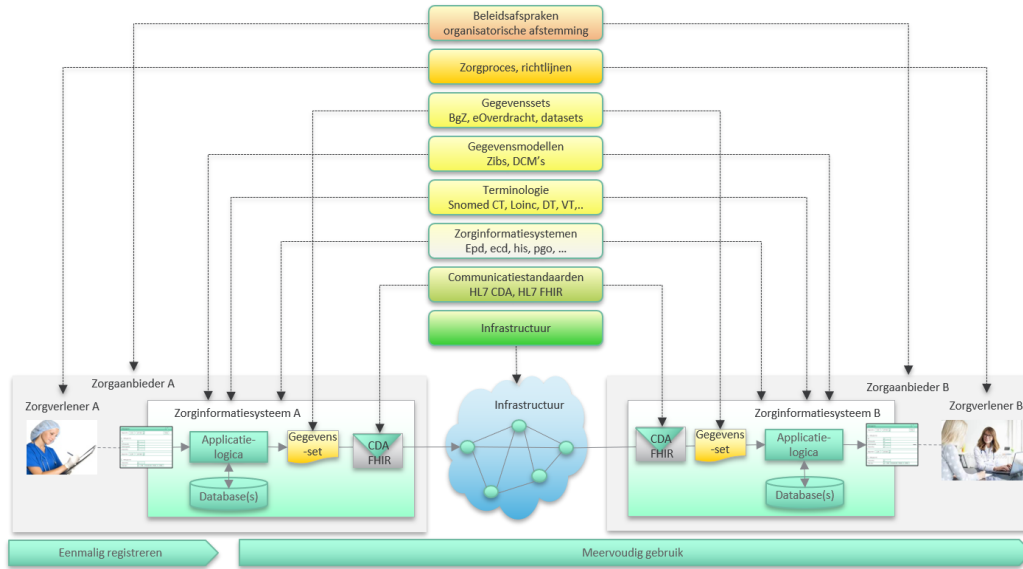 Beleidsafspraken
organisatorische afstemming
Zorgproces, richtlijnen
Gegevenssets
BgZ, eOverdracht, datasets
Gegevensmodellen
Zibs, DCM's
Terminologie
Snomed CT, Loinc, DT, VT,..
Zorginformatiesystemen
Epd, ecd, his, pgo, ...
Communicatiestandaarden
HL7 CDA, HL7 FHIR
Infrastructuur
Zorgaanbieder A
Zorgverlener A
Zorginformatiesysteem A
Applicatie-
logica
Database(s)
Gegevens
-set
CDA
FHIR
Infrastructuur
Zorgaanbieder B
Zorgverlener B
Zorginformatiesysteem B
CDA
FHIR
Gegevens
-set
Applicatie-
logica
Database(s)
Eenmalig registreren
Meervoudig gebruik